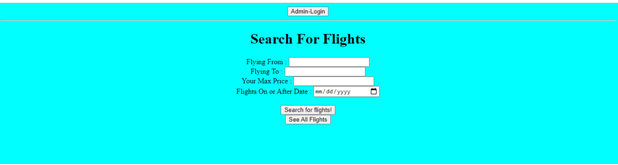 Admin-Login
Search For Flights
Flying From :
Flying To :
Your Max Price :
Flights On or After Date : mm/dd/yyyy
Search for flights!
See All Flights